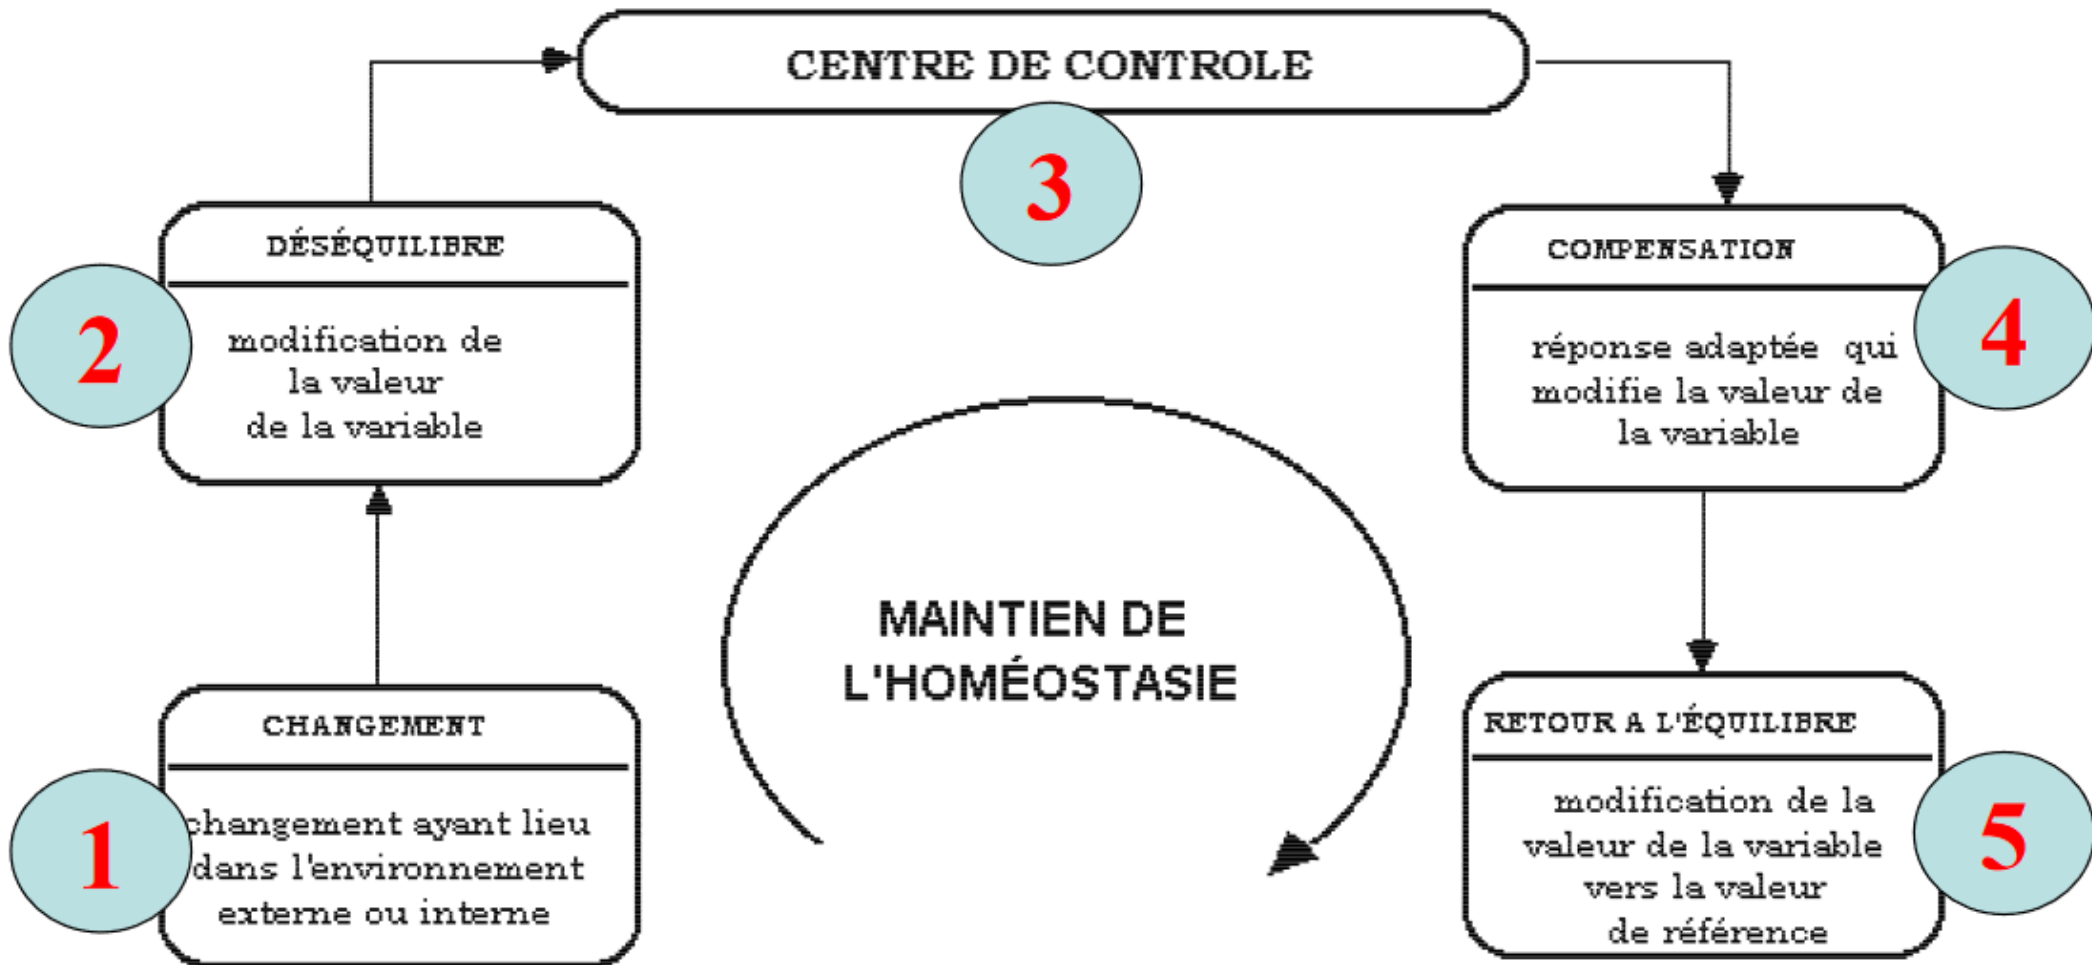 CENTRE DE CONTROLE
3
DÉSÉQUILIBRE
2
modification de
la valeur
de la variable
COMPENSATION
4
réponse adaptée qui
modifie la valeur de
la variable
MAINTIEN DE
L'HOMÉOSTASIE
CHANGEMENT
1
changement ayant lieu
dans l'environnement
externe ou interne
RETOUR A L'ÉQUILIBRE
5
modification de la
valeur de la variable
vers la valeur
de référence